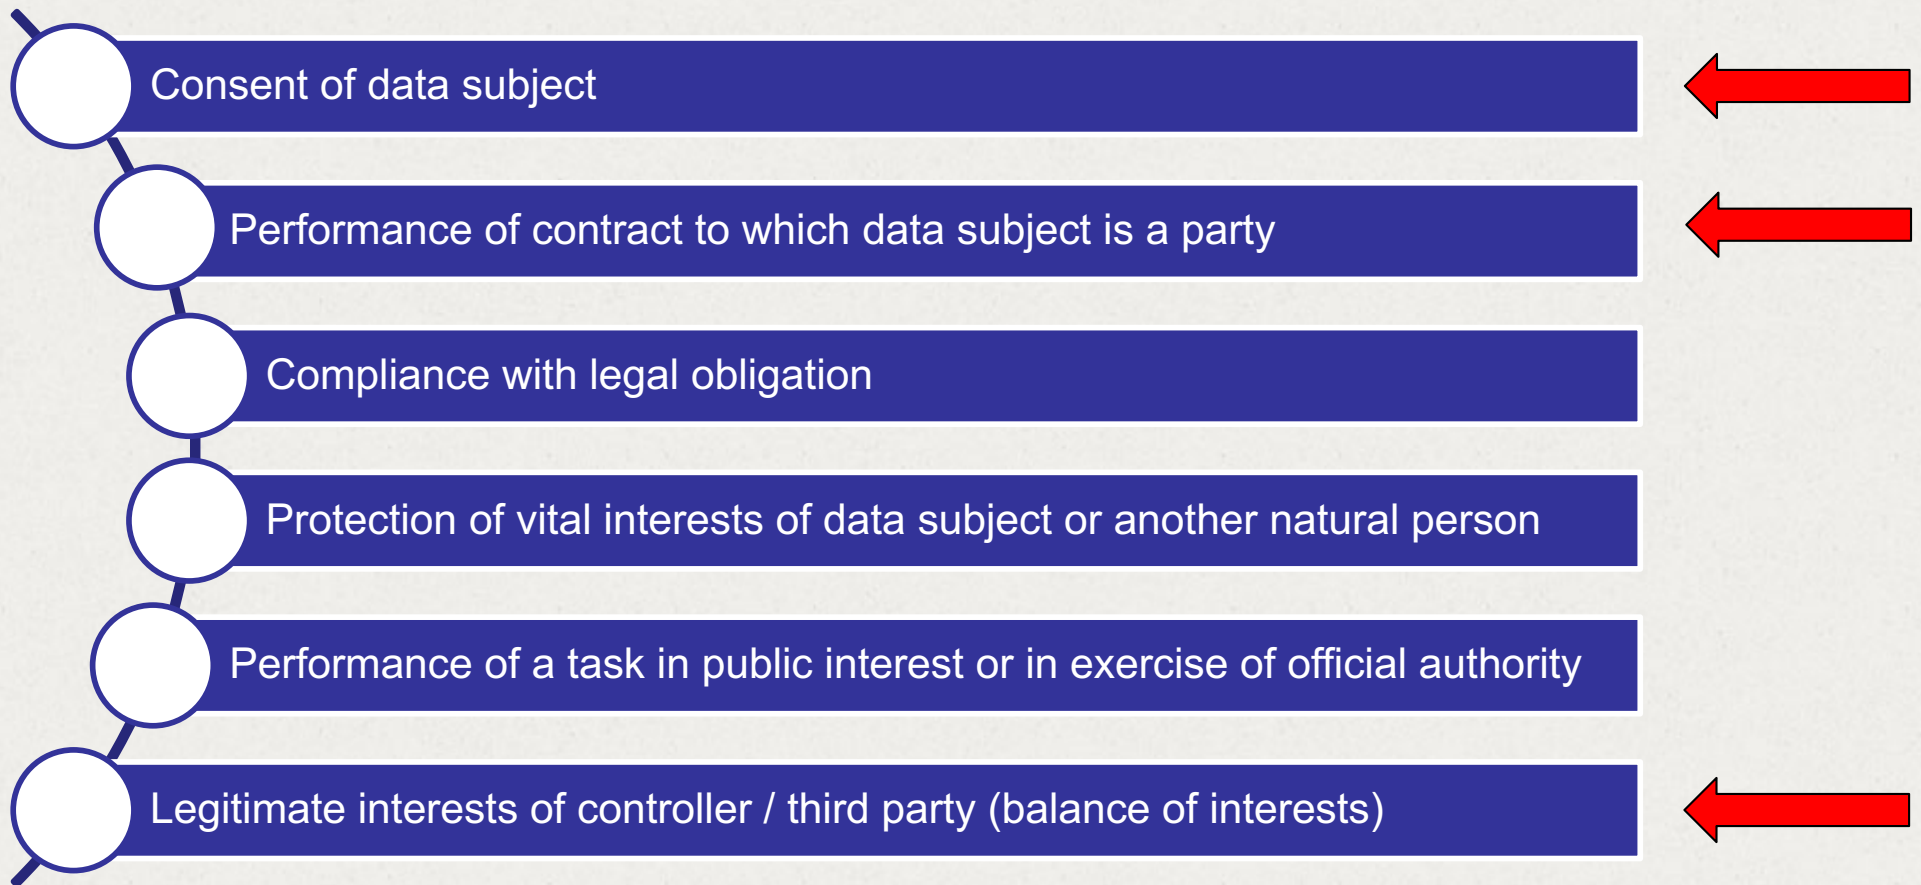 Consent of data subject
Performance of contract to which data subject is a party
Compliance with legal obligation
Protection of vital interests of data subject or another natural person
Performance of a task in public interest or in exercise of official authority
Legitimate interests of controller / third party (balance of interests)